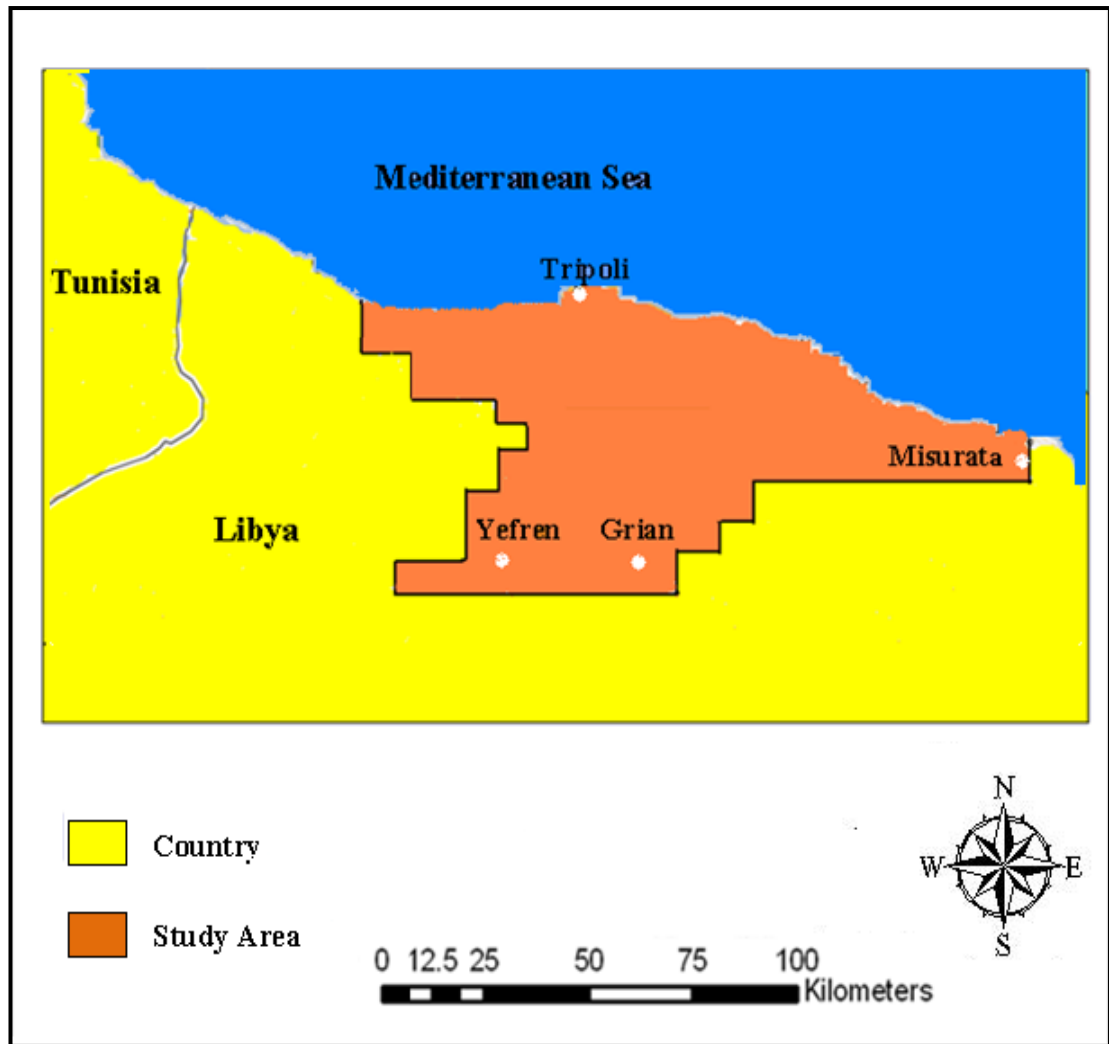 Mediterranean Sea
Tripoli
Tunisia
Misurata
Libya
Yefren
Grian
Country
Study Area
N
W
E
S
0 12.5 25 50 75 100
Kilometers